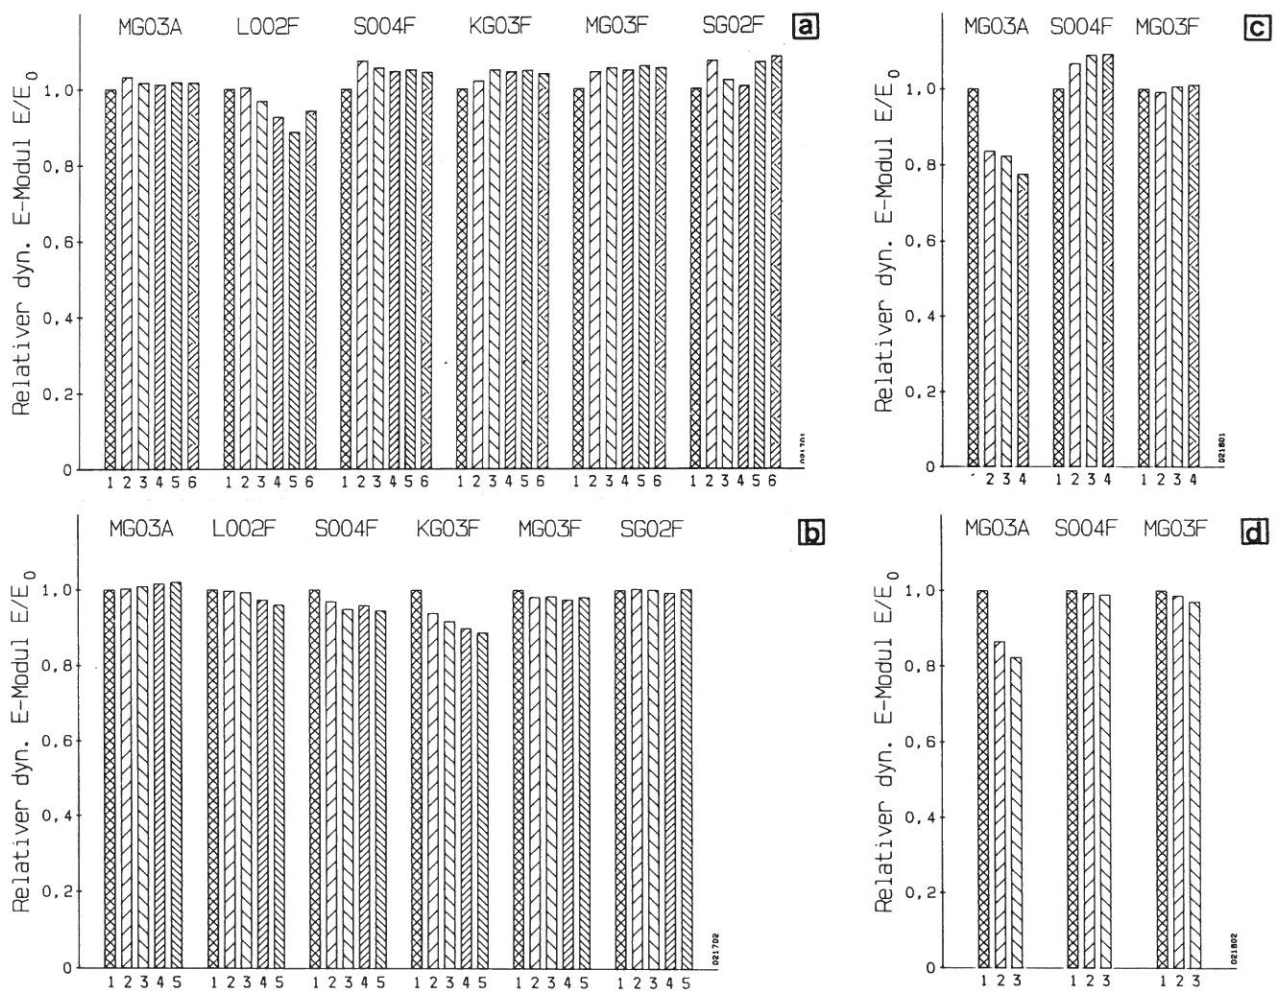 MG03A L002F S004F KG03F MG03F SG02F a
Relativer dyn. E-Modul E/E0
1,0
0,8
0,6
0,4
0,2
0
1 2 3 4 5 6 1 2 3 4 5 6 1 2 3 4 5 6 1 2 3 4 5 6 1 2 3 4 5 6 1 2 3 4 5 6
021701
MG03A S004F MG03F c
Relativer dyn. E-Modul E/E0
1,0
0,8
0,6
0,4
0,2
0
2 3 4 1 2 3 4 1 2 3 4
021801
MG03A L002F S004F KG03F MG03F SG02F b
Relativer dyn. E-Modul E/E0
1,0
0,8
0,6
0,4
0,2
0
1 2 3 4 5 1 2 3 4 5 1 2 3 4 5 1 2 3 4 5 1 2 3 4 5 1 2 3 4 5
021702
MG03A S004F MG03F d
Relativer dyn. E-Modul E/E0
1,0
0,8
0,6
0,4
0,2
0
1 2 3 1 2 3 1 2 3
021802